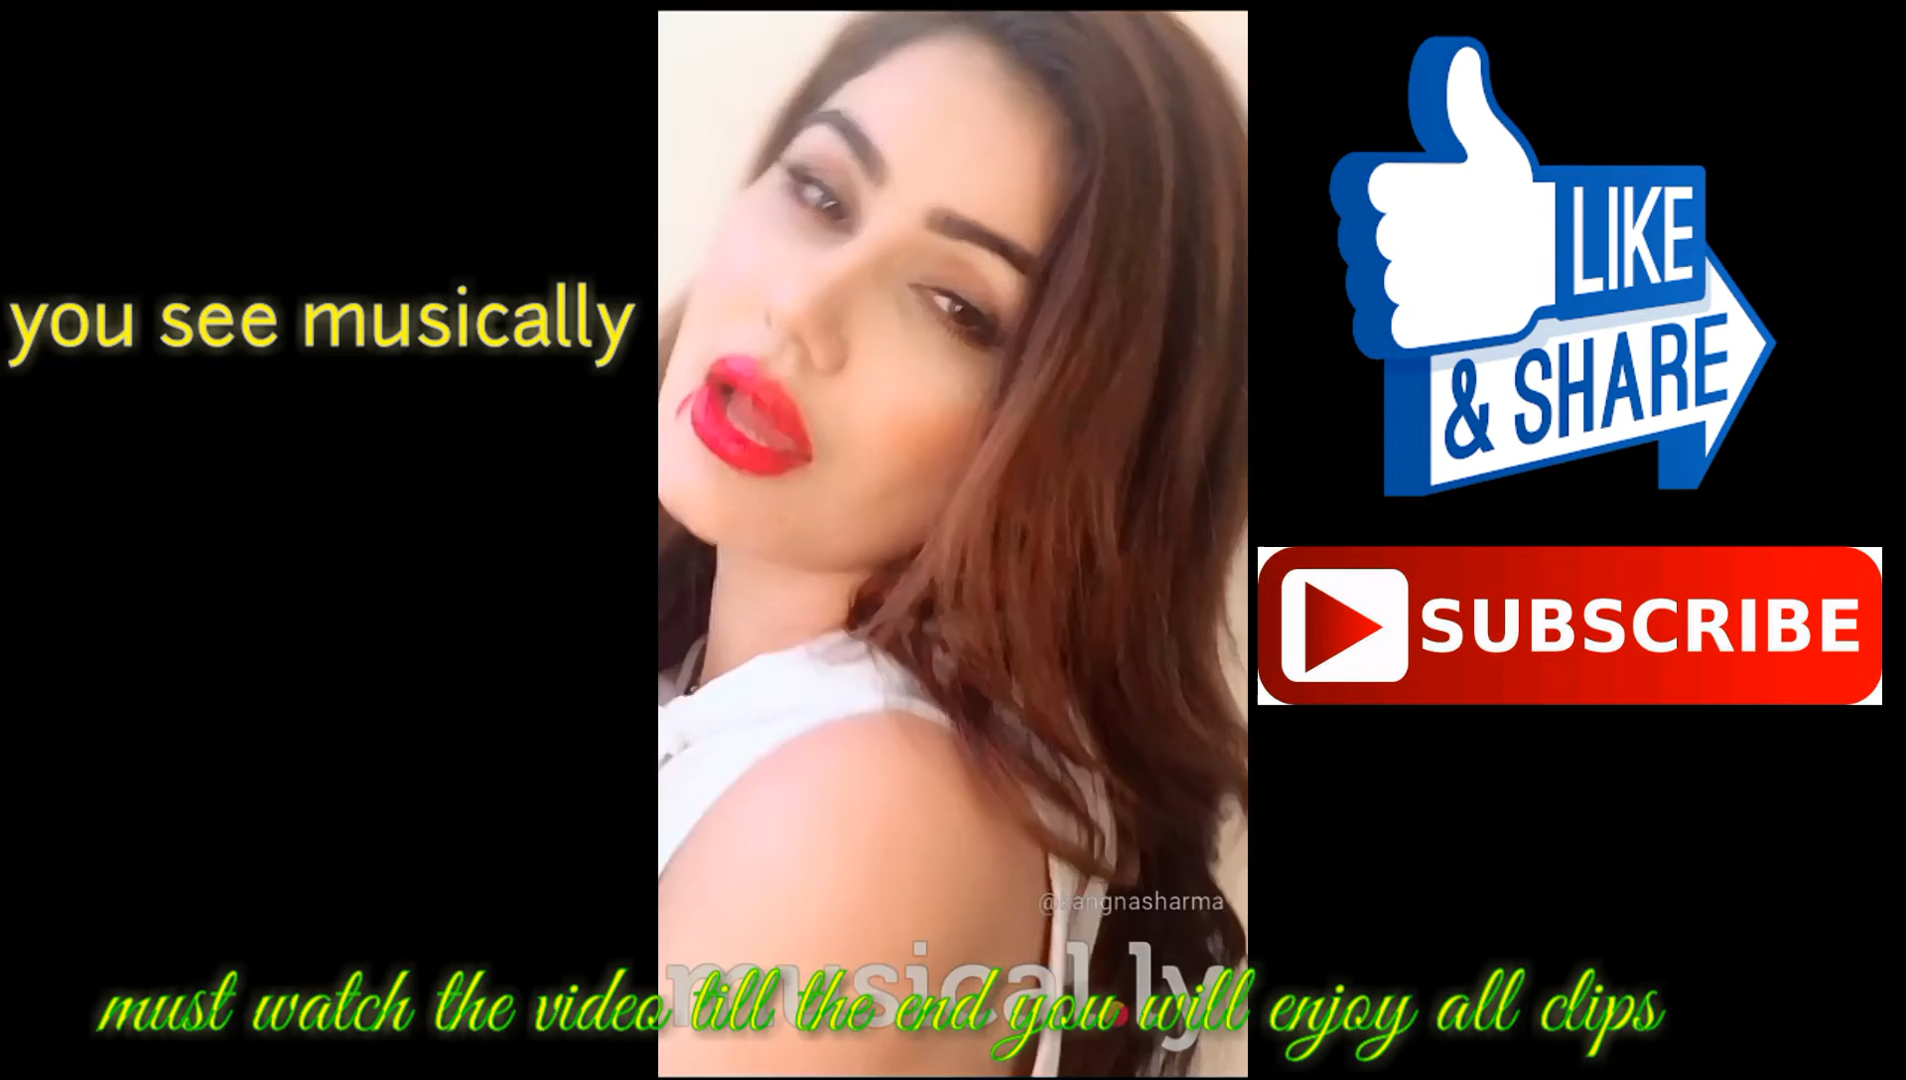 you see musically
LIKE
& SHARE
SUBSCRIBE
@kangnasharma
musical.ly
must watch the video till the end you will enjoy all clips